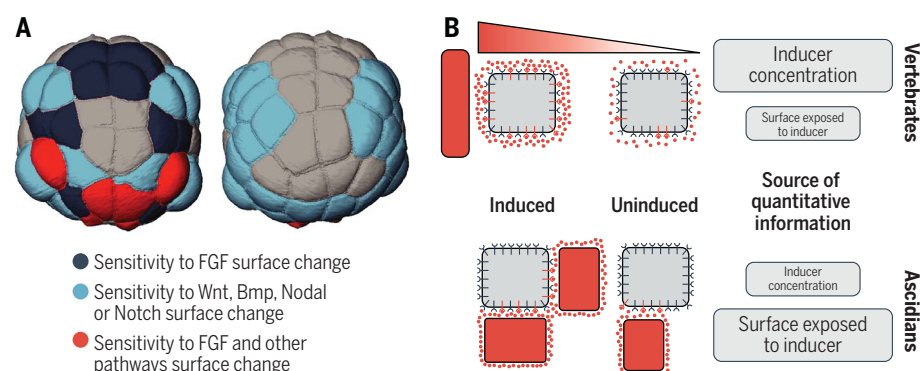 A
Sensitivity to FGF surface change
Sensitivity to Wnt, Bmp, Nodal
or Notch surface change
Sensitivity to FGF and other
pathways surface change
B
Inducer
concentration
Surface exposed
to inducer
Vertebrates
Induced
Uninduced
Source of
quantitative
information
Inducer
concentration
Surface exposed
to inducer
Ascidians